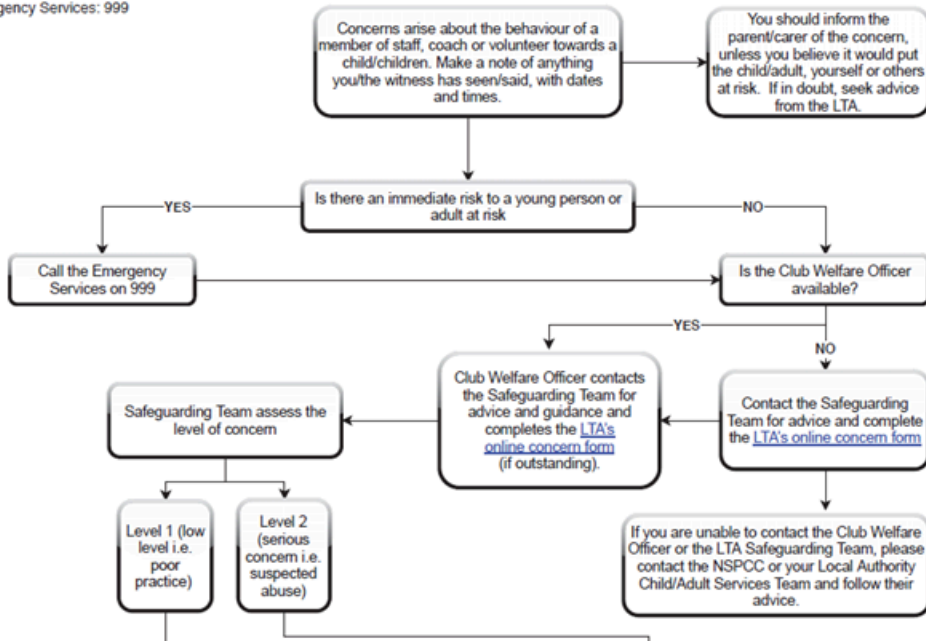 gency Services: 999
Concerns arise about the behaviour of a
member of staff, coach or volunteer towards a
child/children. Make a note of anything
you/the witness has seen/said, with dates
and times.
You should inform the
parent/carer of the concern,
unless you believe it would put
the child/adult, yourself or others
at risk. If in doubt, seek advice
from the LTA.
Is there an immediate risk to a young person or
adult at risk
YES
NO
Call the Emergency
Services on 999
Is the Club Welfare Officer
available?
YES
NO
Club Welfare Officer contacts
the Safeguarding Team for
advice and guidance and
completes the LTA's
online concern form
(if outstanding).
Contact the Safeguarding
Team for advice and complete
the LTA's online concern form
Safeguarding Team assess the
level of concern
Level 1 (low
level i.e.
poor
practice)
Level 2
(serious
concern i.e.
suspected
abuse)
If you are unable to contact the Club Welfare
Officer or the LTA Safeguarding Team, please
contact the NSPCC or your Local Authority
Child/Adult Services Team and follow their
advice.